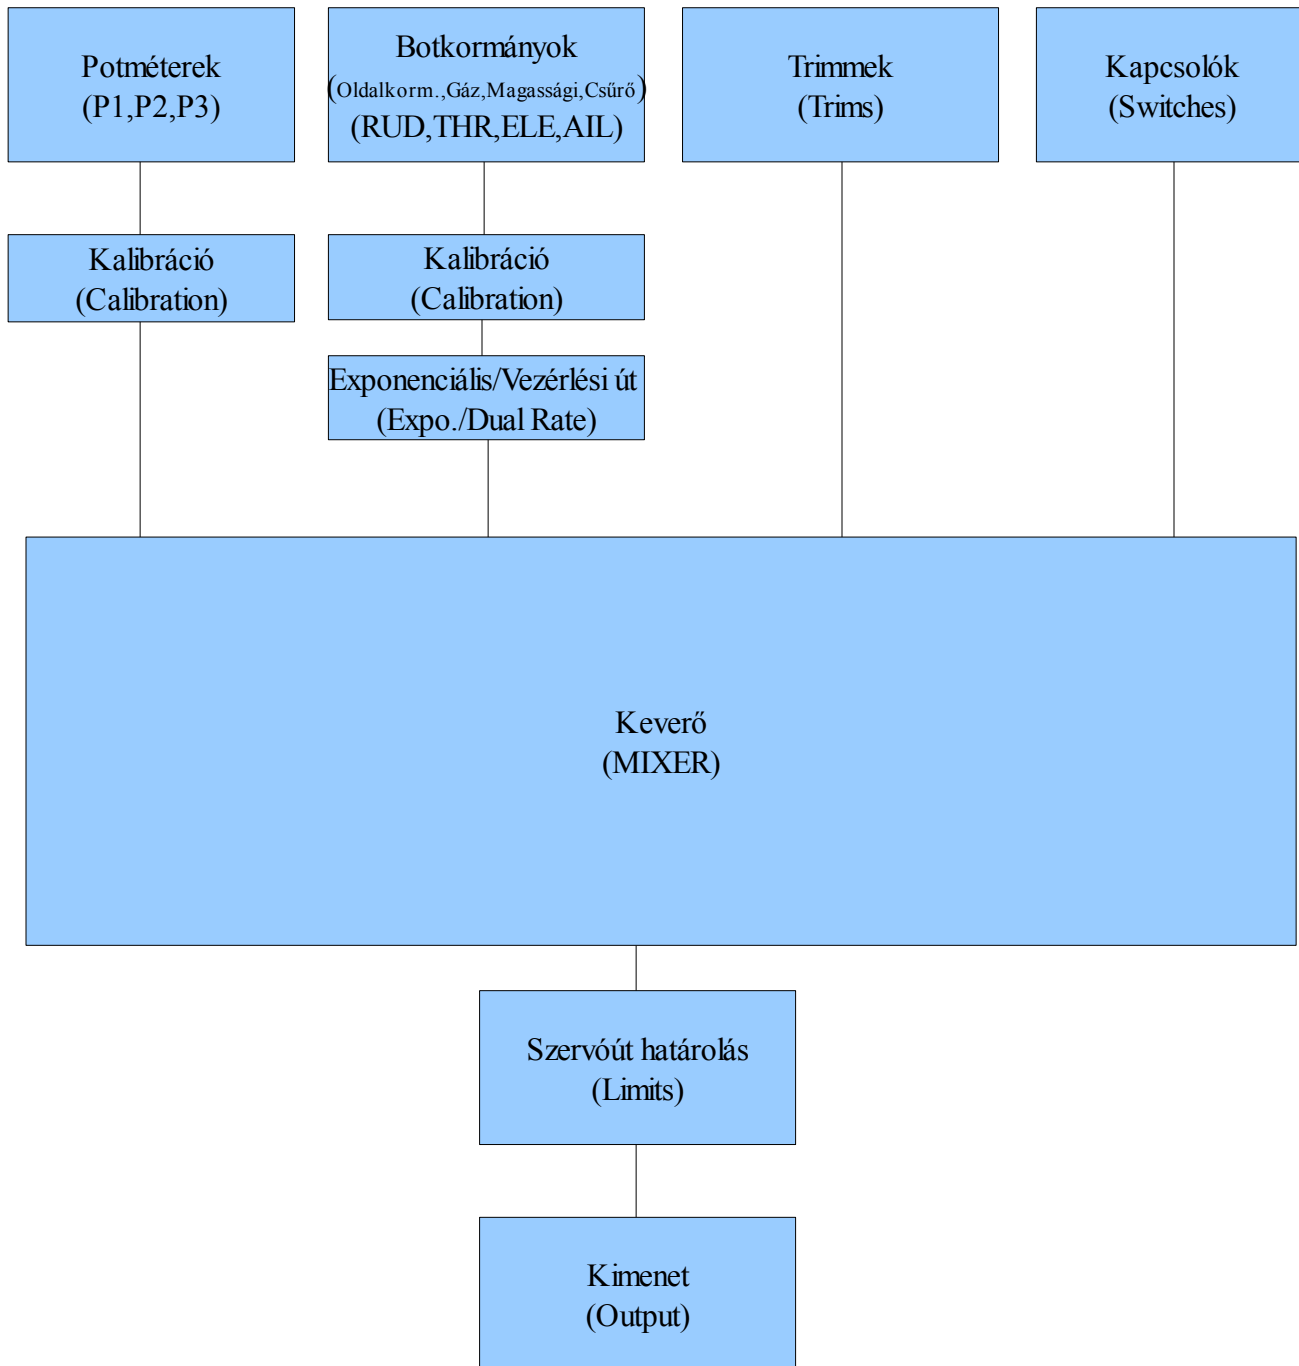 Potméterek
(P1,P2,P3)
Botkormányok
(Oldalkorm.,Gáz,Magassági,Csűrő)
(RUD,THR,ELE,AIL)
Trimmek
(Trims)
Kapcsolók
(Switches)
Kalibráció
(Calibration)
Kalibráció
(Calibration)
Exponenciális/Vezérlési út
(Expo./Dual Rate)
Keverő
(MIXER)
Szervóút határolás
(Limits)
Kimenet
(Output)